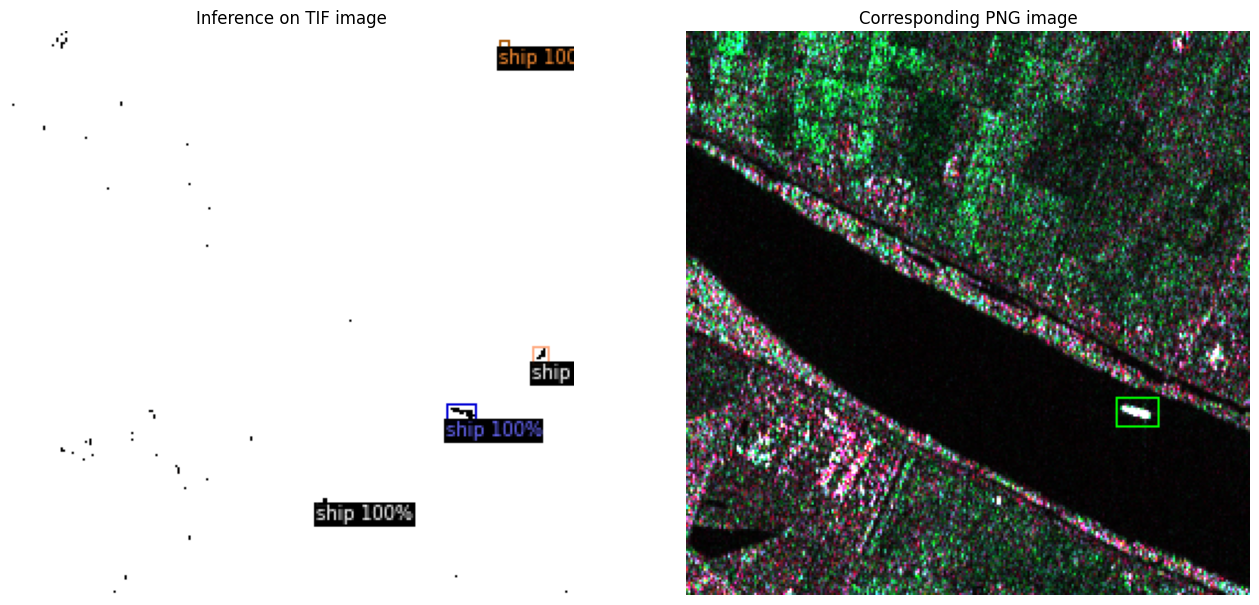 Inference on TIF image
Corresponding PNG image
ship 100
ship
ship 100%
ship 100%